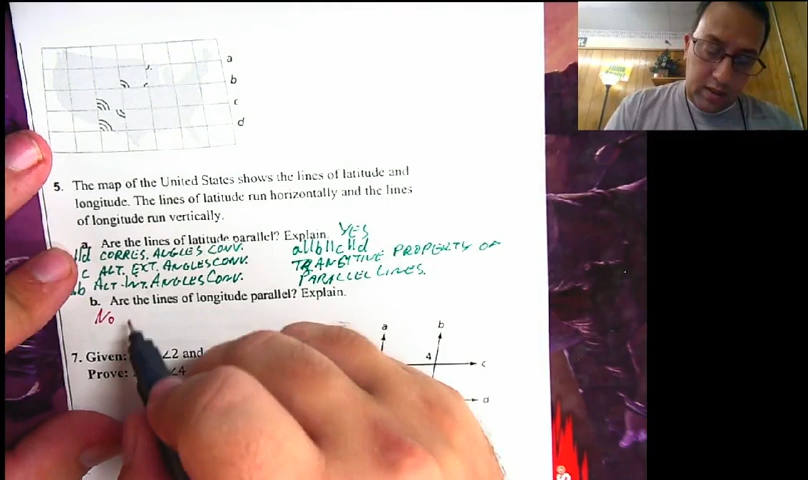 a
b
c
d
5. The map of the United States shows the lines of latitude and
longitude. The lines of latitude run horizontally and the lines
of longitude run vertically.
a. Are the lines of latitude parallel? Explain. YES
CORRES. ANGLES CONV. a||b||c||d
c ALT. EXT. ANGLES CONV. TRANSITIVE PROPERTY OF
b ALT. INT. ANGLES CONV. PARALLEL LINES.
b. Are the lines of longitude parallel? Explain.
No
a b
7. Given: ∠2 and 4 c
Prove: ∠4
d